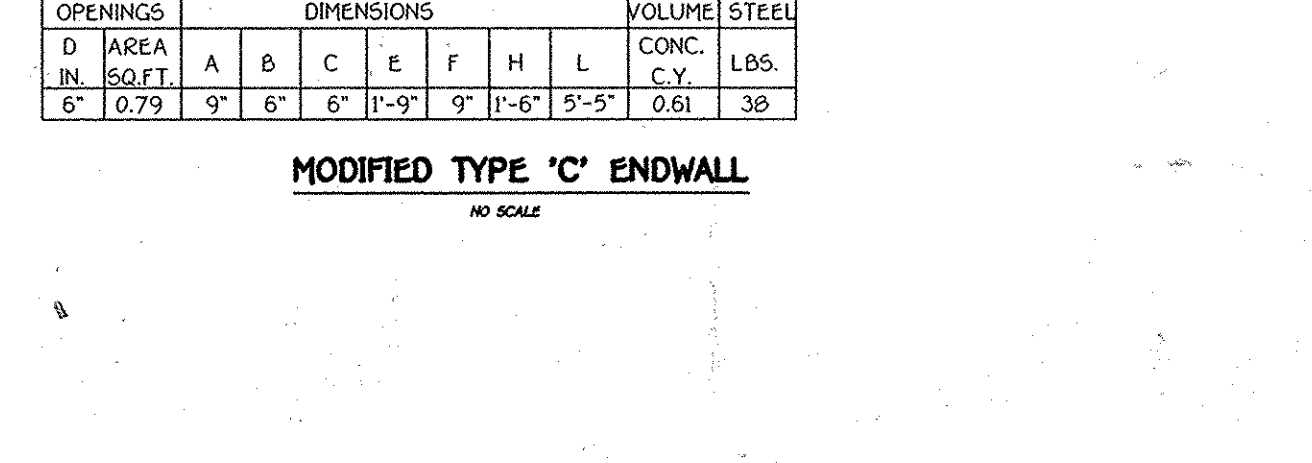 OPENINGS DIMENSIONS VOLUME STEEL
D IN. AREA SQ.FT. A B C E F H L CONC. C.Y. LBS.
6" 0.79 9" 6" 6" 1'-9" 9" 1'-6" 5'-5" 0.61 38
MODIFIED TYPE 'C' ENDWALL
NO SCALE